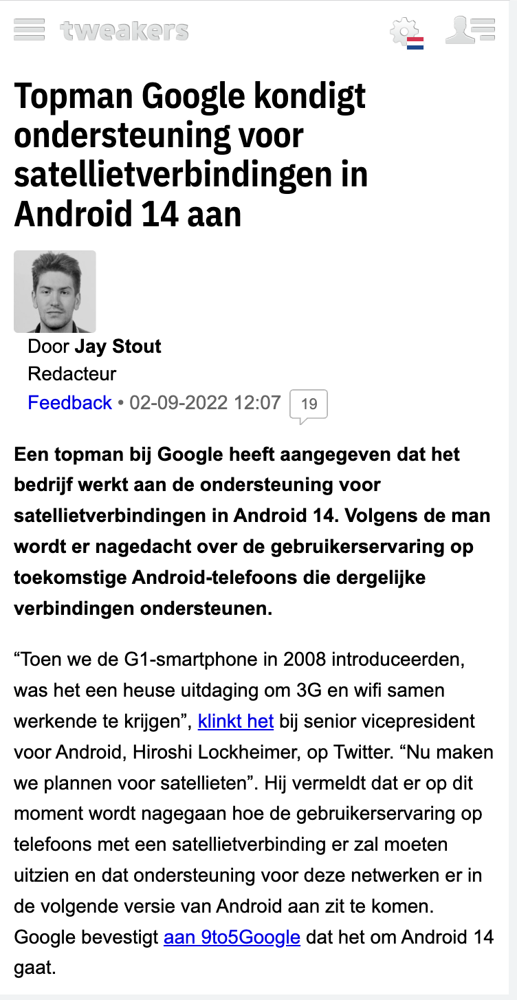 tweakers
Topman Google kondigt
ondersteuning voor
satellietverbindingen in
Android 14 aan
Door Jay Stout
Redacteur
Feedback • 02-09-2022 12:07 19
Een topman bij Google heeft aangegeven dat het
bedrijf werkt aan de ondersteuning voor
satellietverbindingen in Android 14. Volgens de man
wordt er nagedacht over de gebruikerservaring op
toekomstige Android-telefoons die dergelijke
verbindingen ondersteunen.
“Toen we de G1-smartphone in 2008 introduceerden,
was het een heuse uitdaging om 3G en wifi samen
werkende te krijgen”, klinkt het bij senior vicepresident
voor Android, Hiroshi Lockheimer, op Twitter. “Nu maken
we plannen voor satellieten”. Hij vermeldt dat er op dit
moment wordt nagegaan hoe de gebruikerservaring op
telefoons met een satellietverbinding er zal moeten
uitzien en dat ondersteuning voor deze netwerken er in
de volgende versie van Android aan zit te komen.
Google bevestigt aan 9to5Google dat het om Android 14
gaat.